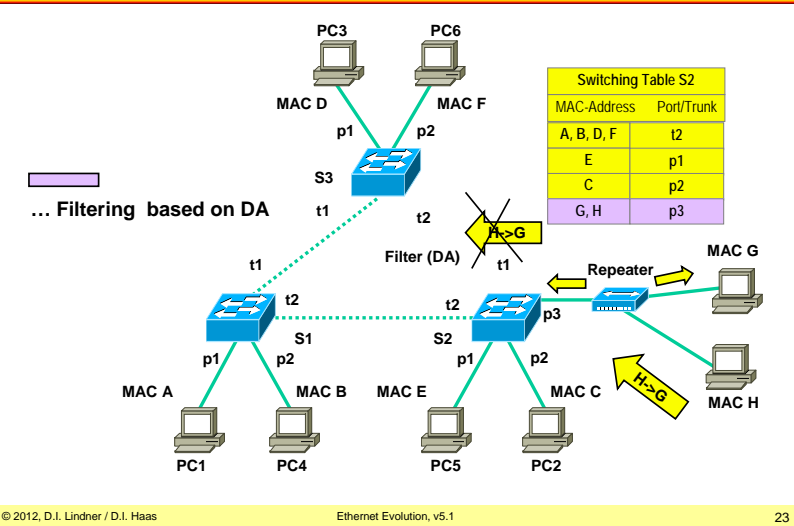 PC3 PC6
MAC D MAC F
p1 p2
S3
t1 t2
Switching Table S2
MAC-Address Port/Trunk
A, B, D, F t2
E p1
C p2
G, H p3
… Filtering based on DA
H->G
Filter (DA) t1
MAC G
Repeater
t1
t2 t2
p3
S1 S2
p1 p2 p1 p2
H->G
MAC A MAC B MAC E MAC C MAC H
PC1 PC4 PC5 PC2
© 2012, D.I. Lindner / D.I. Haas Ethernet Evolution, v5.1 23